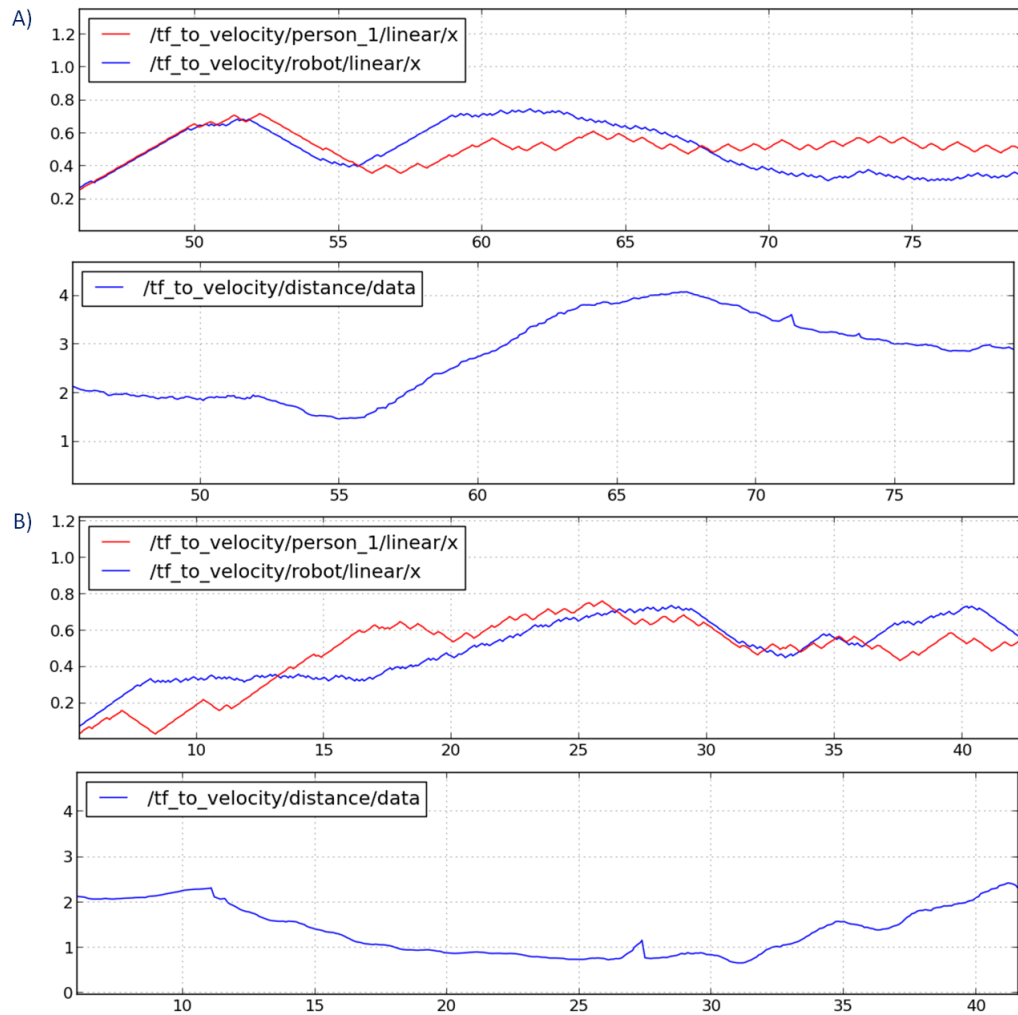 A)
1.2
1.0
0.8
0.6
0.4
0.2
/tf_to_velocity/person_1/linear/x
/tf_to_velocity/robot/linear/x
50 55 60 65 70 75
4
3
2
1
/tf_to_velocity/distance/data
50 55 60 65 70 75
B)
1.2
1.0
0.8
0.6
0.4
0.2
/tf_to_velocity/person_1/linear/x
/tf_to_velocity/robot/linear/x
10 15 20 25 30 35 40
4
3
2
1
0
/tf_to_velocity/distance/data
10 15 20 25 30 35 40